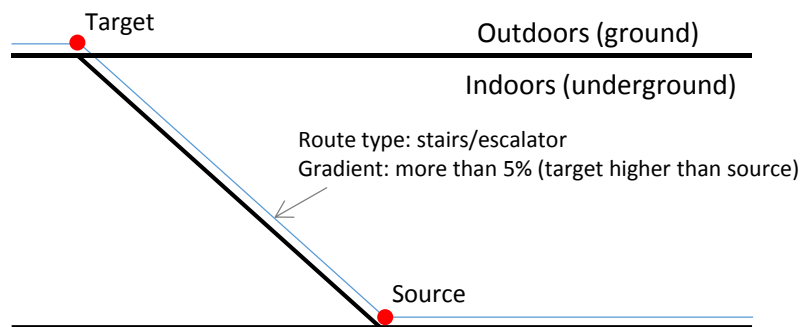 Target
Outdoors (ground)
Indoors (underground)
Route type: stairs/escalator
Gradient: more than 5% (target higher than source)
Source